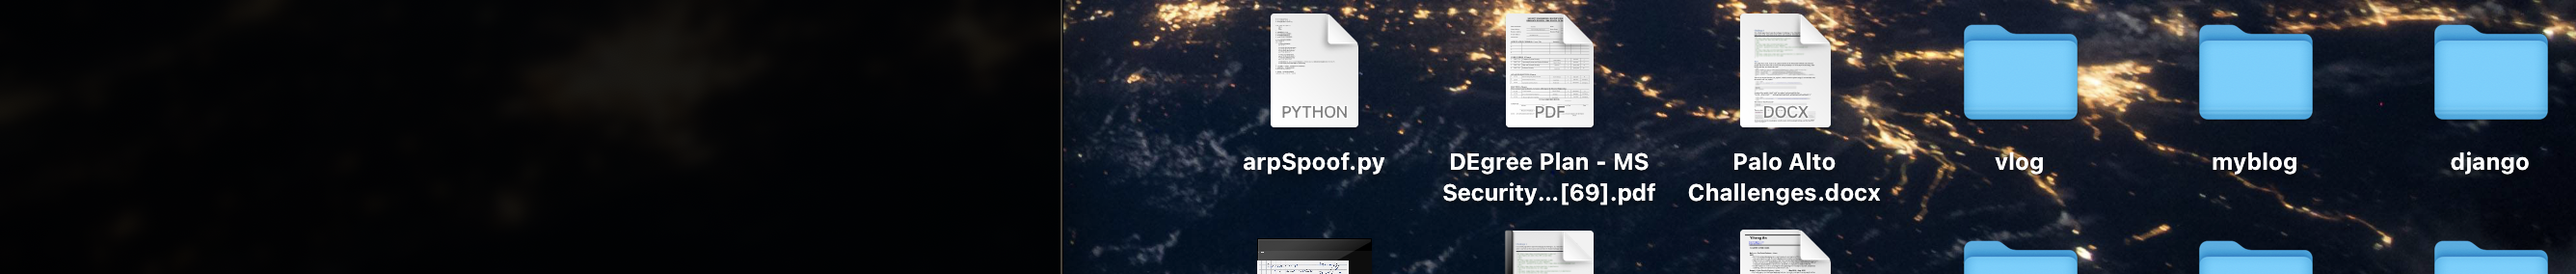 PYTHON
arpSpoof.py
PDF
DEgree Plan - MS
Security...[69].pdf
DOCX
Palo Alto
Challenges.docx
vlog
myblog
django